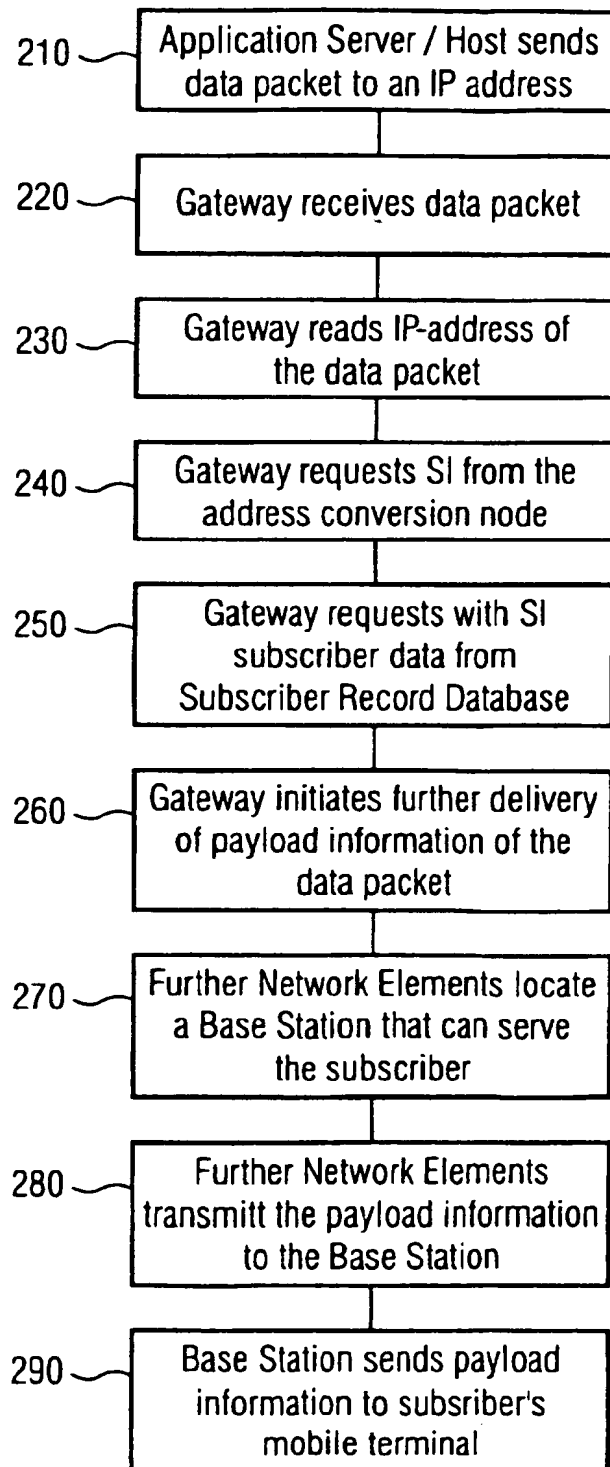 210
Application Server / Host sends
data packet to an IP address
220
Gateway receives data packet
230
Gateway reads IP-address of
the data packet
240
Gateway requests SI from the
address conversion node
250
Gateway requests with SI
subscriber data from
Subscriber Record Database
260
Gateway initiates further delivery
of payload information of the
data packet
270
Further Network Elements locate
a Base Station that can serve
the subscriber
280
Further Network Elements
transmitt the payload information
to the Base Station
290
Base Station sends payload
information to subsriber's
mobile terminal